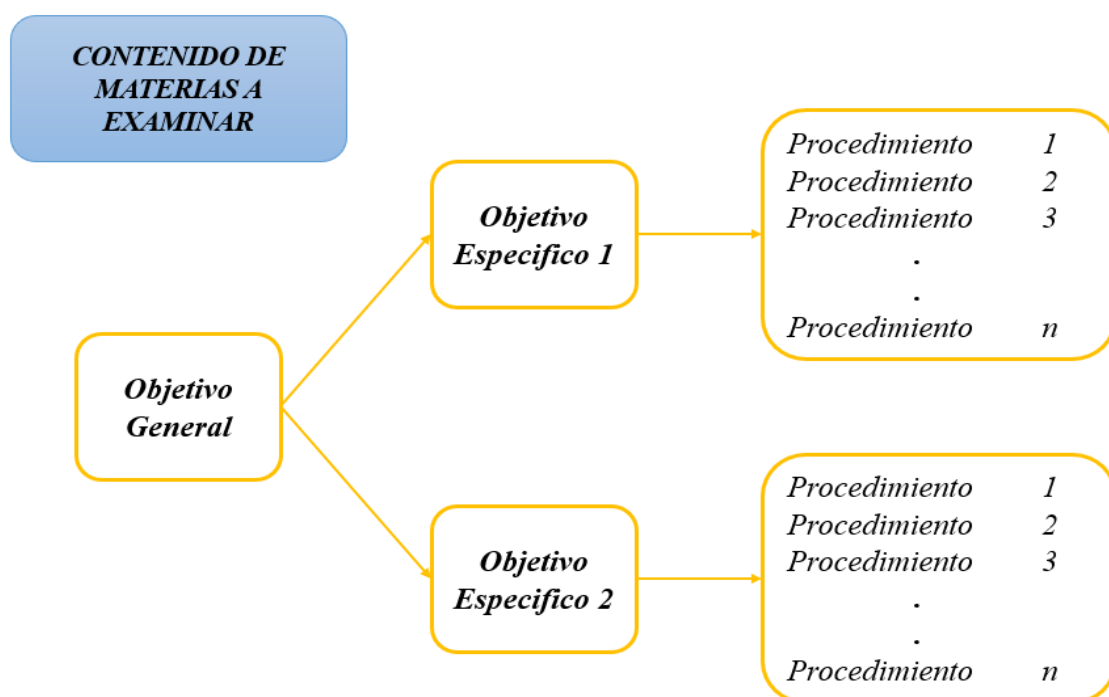 CONTENIDO DE
MATERIAS A
EXAMINAR
Objetivo
General
Objetivo
Especifico 1
Procedimiento 1
Procedimiento 2
Procedimiento 3
.
.
Procedimiento n
Objetivo
Especifico 2
Procedimiento 1
Procedimiento 2
Procedimiento 3
.
.
Procedimiento n